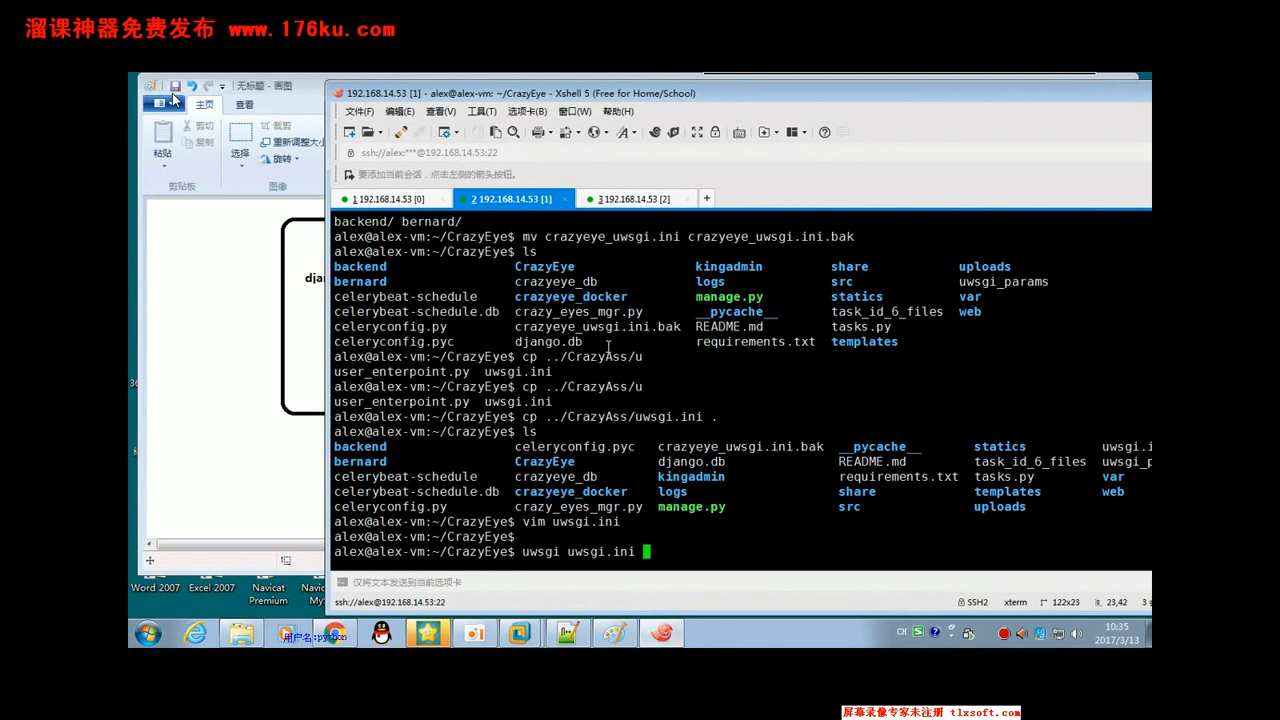 溜课神器免费发布 www.176ku.com
无标题 - 画图
主页 查看
粘贴 剪切 复制 选择 裁剪 重新调整大小 旋转
剪贴板 图像
192.168.14.53 [1] - alex@alex-vm: ~/CrazyEye - Xshell 5 (Free for Home/School)
文件(F) 编辑(E) 查看(V) 工具(T) 选项卡(B) 窗口(W) 帮助(H)
ssh://alex:***@192.168.14.53:22
要添加当前会话，点击左侧的箭头按钮。
1 192.168.14.53 [0] × 2 192.168.14.53 [1] × 3 192.168.14.53 [2] × +
backend/ bernard/
alex@alex-vm:~/CrazyEye$ mv crazyeye_uwsgi.ini crazyeye_uwsgi.ini.bak
alex@alex-vm:~/CrazyEye$ ls
backend CrazyEye kingadmin share uploads
bernard crazyeye_db logs src uwsgi_params
celerybeat-schedule crazyeye_docker manage.py statics var
celerybeat-schedule.db crazy_eyes_mgr.py __pycache__ task_id_6_files web
celeryconfig.py crazyeye_uwsgi.ini.bak README.md tasks.py
celeryconfig.pyc django.db requirements.txt templates
alex@alex-vm:~/CrazyEye$ cp ../CrazyAss/u
user_enterpoint.py uwsgi.ini
alex@alex-vm:~/CrazyEye$ cp ../CrazyAss/u
user_enterpoint.py uwsgi.ini
alex@alex-vm:~/CrazyEye$ cp ../CrazyAss/uwsgi.ini .
alex@alex-vm:~/CrazyEye$ ls
backend celeryconfig.pyc crazyeye_uwsgi.ini.bak __pycache__ statics uwsgi.i
bernard CrazyEye django.db README.md task_id_6_files uwsgi_p
celerybeat-schedule crazyeye_db kingadmin requirements.txt tasks.py var
celerybeat-schedule.db crazyeye_docker logs share templates web
celeryconfig.py crazy_eyes_mgr.py manage.py src uploads
alex@alex-vm:~/CrazyEye$ vim uwsgi.ini
alex@alex-vm:~/CrazyEye$
alex@alex-vm:~/CrazyEye$ uwsgi uwsgi.ini
djan
仅将文本发送到当前选项卡
ssh://alex@192.168.14.53:22 SSH2 xterm 122x23 23,42 3
Word 2007 Excel 2007 Navicat Premium
用户名:python
CH 10:35
2017/3/13
屏幕录像专家未注册 tlxsoft.com